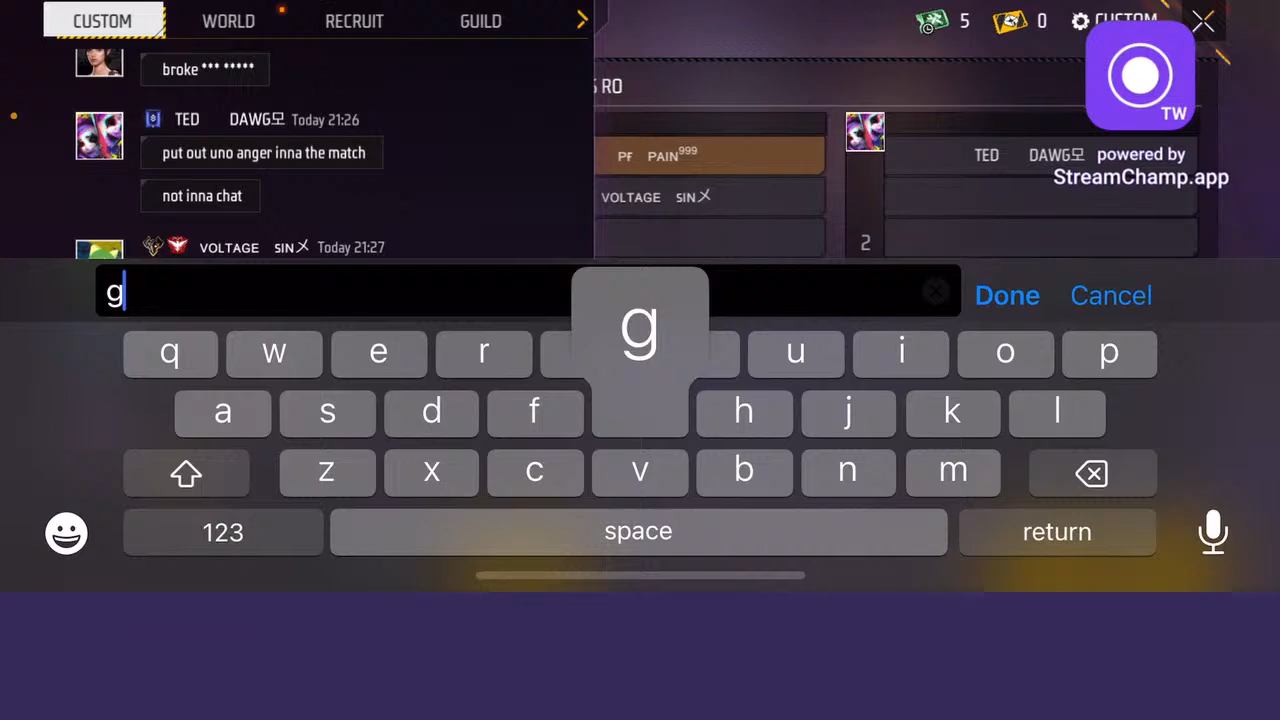 CUSTOM WORLD RECRUIT GUILD
5 0 CUSTOM
broke *** *****
TED DAWG모 Today 21:26
put out uno anger inna the match
not inna chat
VOLTAGE SIN㐅 Today 21:27
RO
PAIN999
VOLTAGE SIN㐅
TED DAWG모
2
TW
powered by
StreamChamp.app
g
Done Cancel
g
q w e r u i o p
a s d f h j k l
z x c v b n m
123 space return